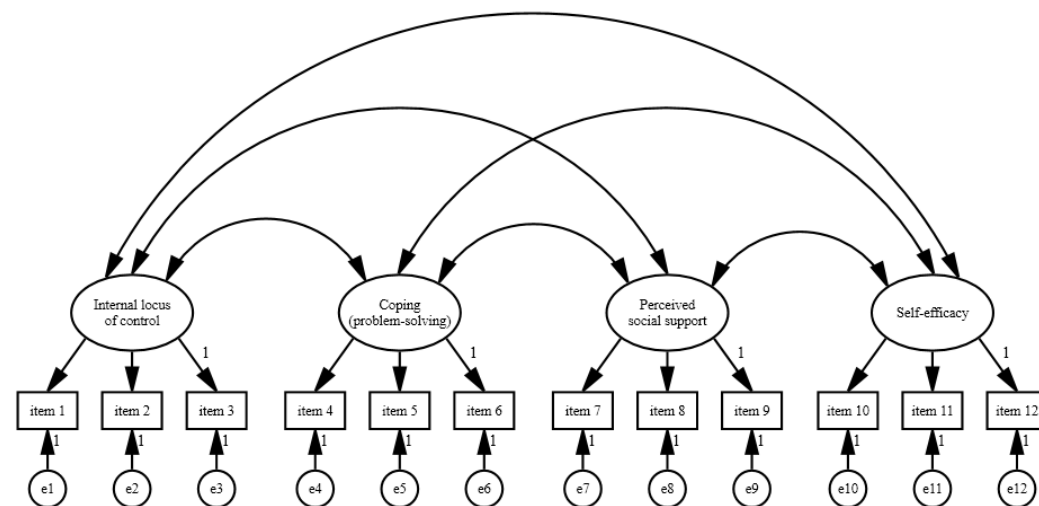 Internal locus
of control
Coping
(problem-solving)
Perceived
social support
Self-efficacy
1 1 1 1
item 1 item 2 item 3 item 4 item 5 item 6 item 7 item 8 item 9 item 10 item 11 item 12
1 1 1 1 1 1 1 1 1 1 1 1
e1 e2 e3 e4 e5 e6 e7 e8 e9 e10 e11 e12